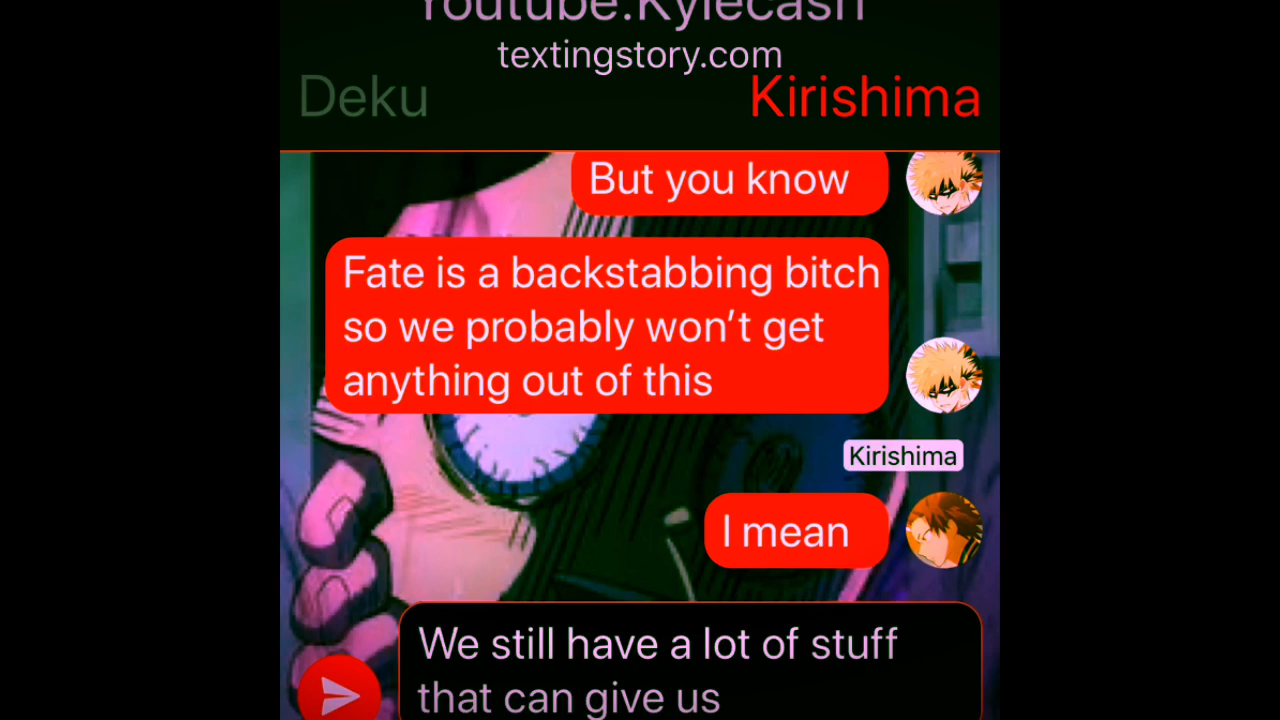 Youtube:Kylecash
textingstory.com
Deku
Kirishima
But you know
Fate is a backstabbing bitch
so we probably won't get
anything out of this
Kirishima
I mean
We still have a lot of stuff
that can give us